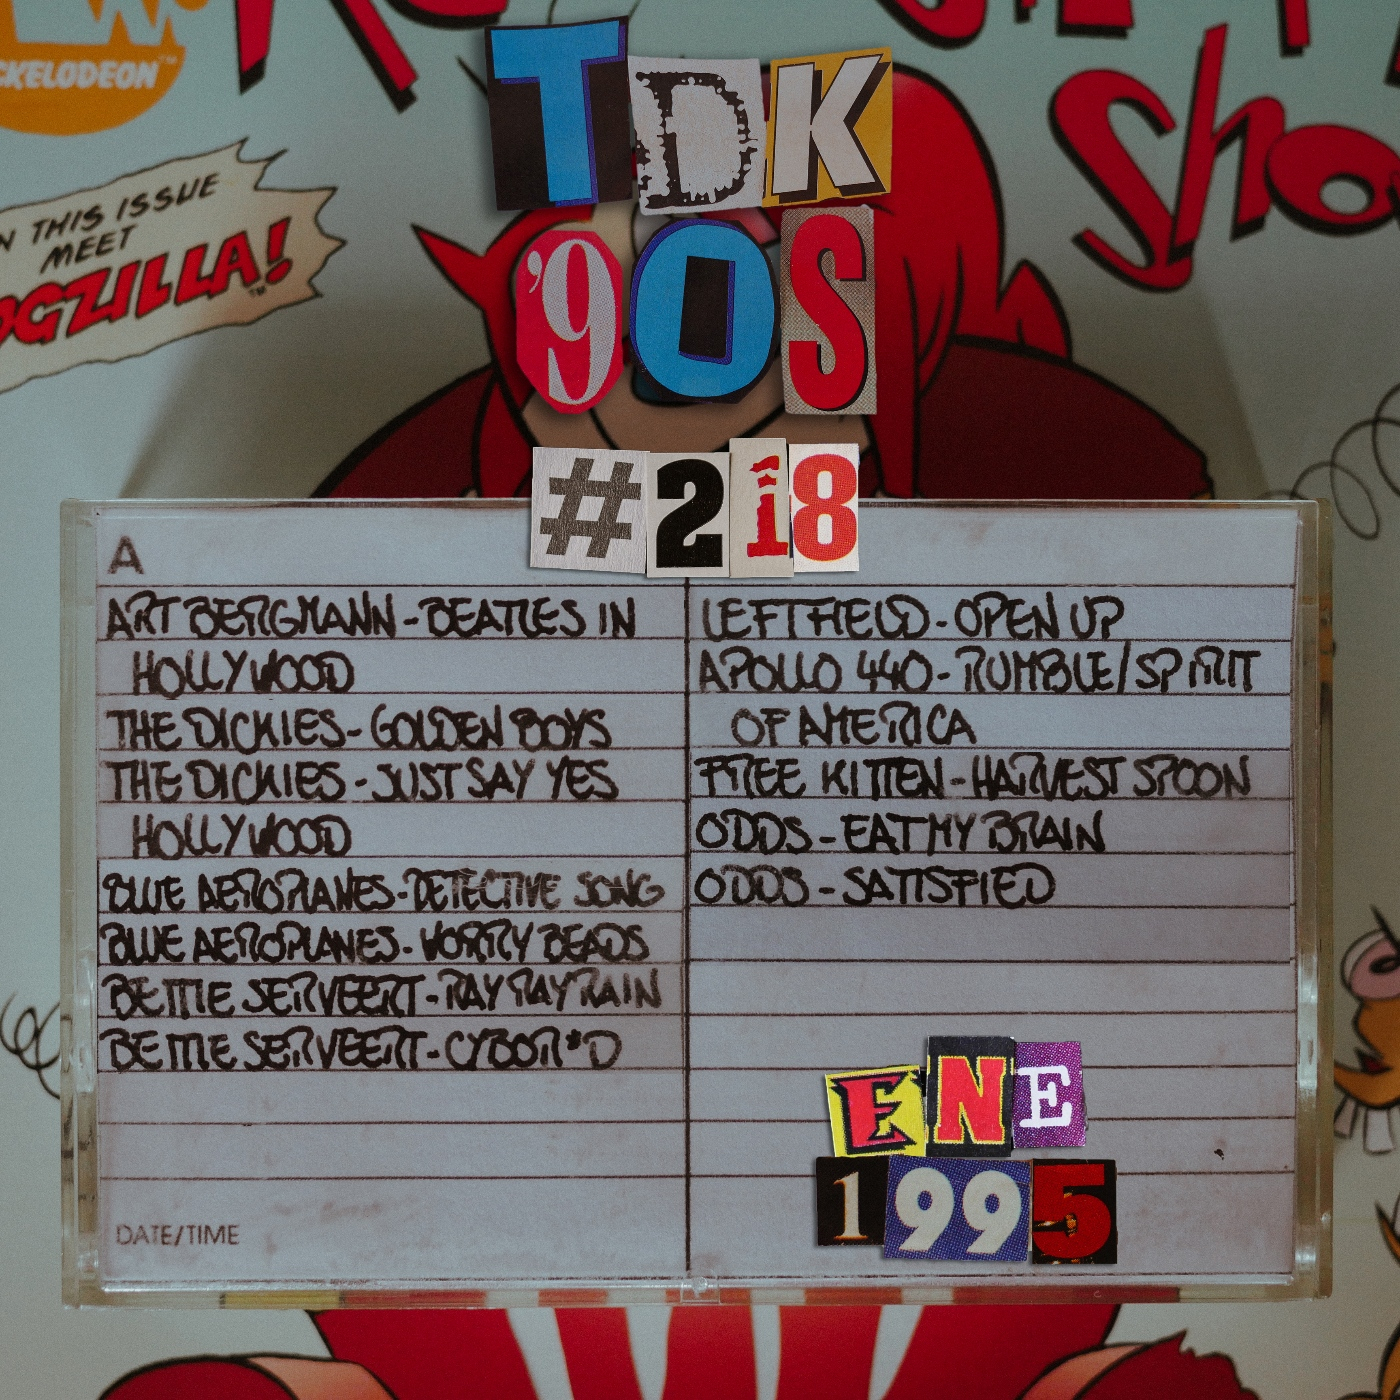 NICKELODEON™
Sho
N THIS ISSUE
MEET
OGZILLA!™
TDK
'90S
#218
A
ART BERGMANN - BEATLES IN
HOLLYWOOD
THE DICKIES - GOLDEN BOYS
THE DICKIES - JUST SAY YES
HOLLYWOOD
BLUE AEROPLANES - DETECTIVE SONG
BLUE AEROPLANES - WORRY BEADS
BETTIE SERVEERT - RAY RAY RAIN
BETTIE SERVEERT - CYBOR*D
LEFTFIELD - OPEN UP
APOLLO 440 - RUMBLE/SPIRIT
OF AMERICA
FREE KITTEN - HARVEST SPOON
ODDS - EAT MY BRAIN
ODDS - SATISFIED
ENE
1995
DATE/TIME